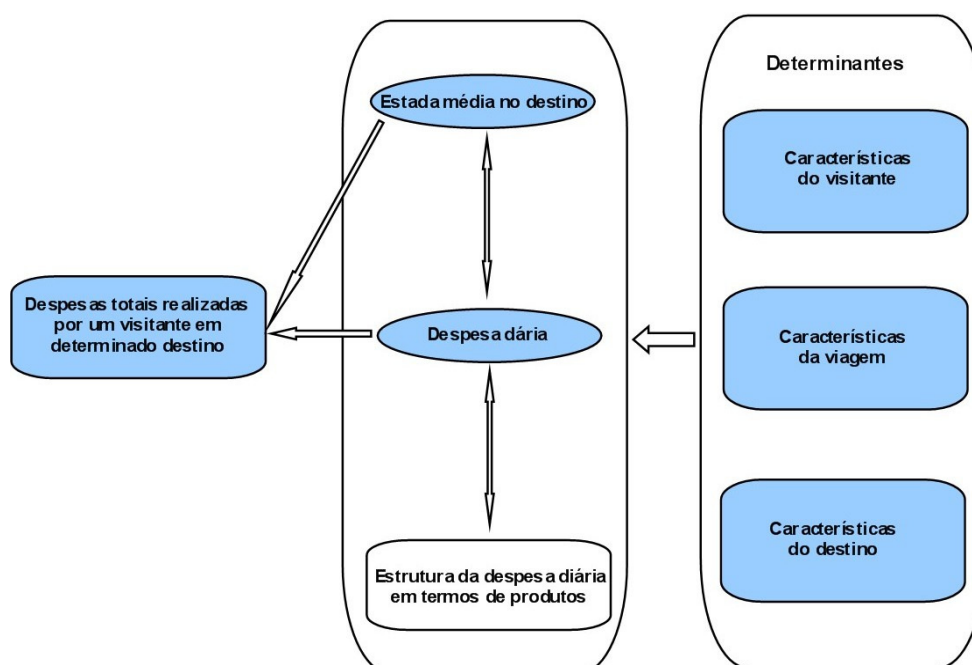 Determinantes
Estada média no destino
Características
do visitante
Despesas totais realizadas
por um visitante em
determinado destino
Despesa dária
Características
da viagem
Características
do destino
Estrutura da despesa diária
em termos de produtos